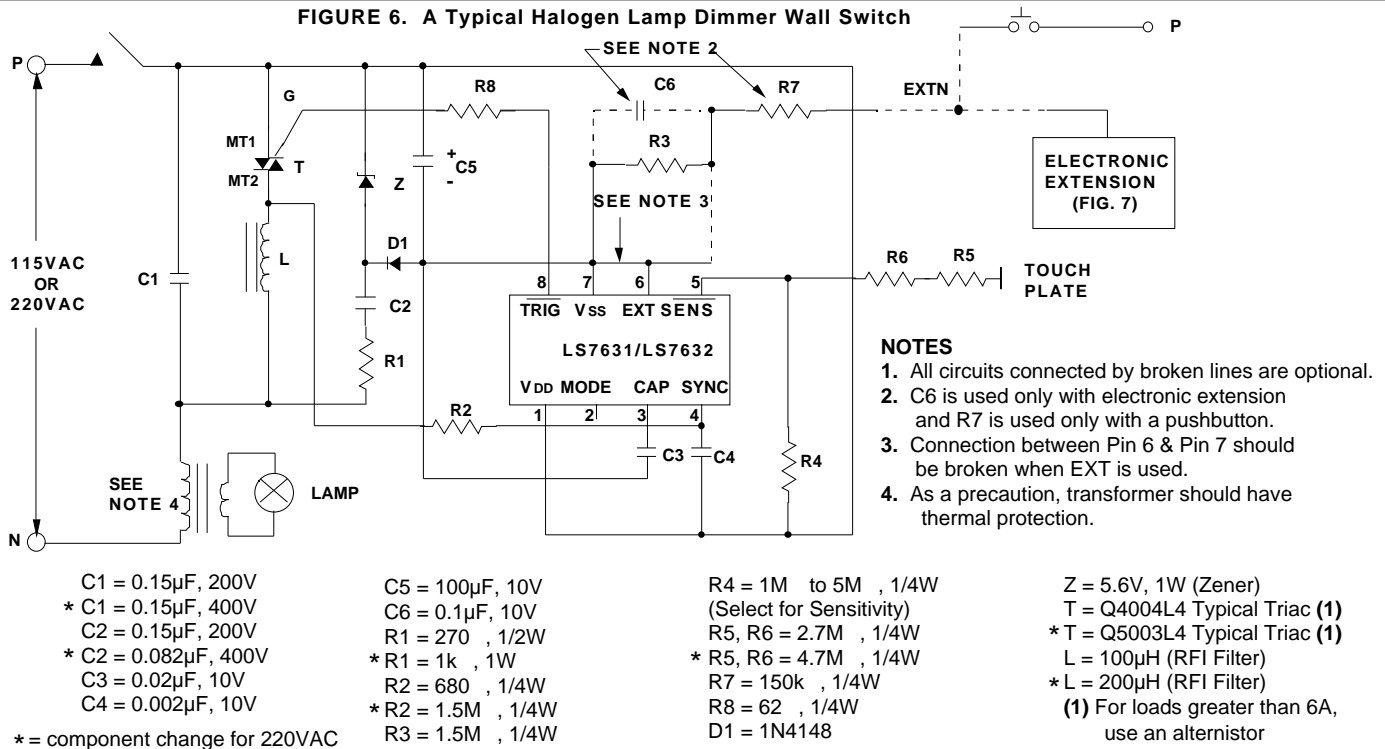 FIGURE 6. A Typical Halogen Lamp Dimmer Wall Switch
P
SEE NOTE 2
P
G
R8
C6
R7
EXTN
MT1
MT2
T
Z
+
C5
-
R3
SEE NOTE 3
ELECTRONIC
EXTENSION
(FIG. 7)
115VAC
OR
220VAC
C1
L
D1
C2
R1
R6
R5
TOUCH
PLATE
8
7
6
5
TRIG
VSS
EXT
SENS
LS7631/LS7632
VDD
MODE
CAP
SYNC
1
2
3
4
R2
C3
C4
R4
SEE
NOTE 4
LAMP
N
NOTES
1. All circuits connected by broken lines are optional.
2. C6 is used only with electronic extension
and R7 is used only with a pushbutton.
3. Connection between Pin 6 & Pin 7 should
be broken when EXT is used.
4. As a precaution, transformer should have
thermal protection.
C1 = 0.15µF, 200V
* C1 = 0.15µF, 400V
C2 = 0.15µF, 200V
* C2 = 0.082µF, 400V
C3 = 0.02µF, 10V
C4 = 0.002µF, 10V
* = component change for 220VAC
C5 = 100µF, 10V
C6 = 0.1µF, 10V
R1 = 270 , 1/2W
* R1 = 1k , 1W
R2 = 680 , 1/4W
* R2 = 1.5M , 1/4W
R3 = 1.5M , 1/4W
R4 = 1M to 5M , 1/4W
(Select for Sensitivity)
R5, R6 = 2.7M , 1/4W
* R5, R6 = 4.7M , 1/4W
R7 = 150k , 1/4W
R8 = 62 , 1/4W
D1 = 1N4148
Z = 5.6V, 1W (Zener)
T = Q4004L4 Typical Triac (1)
* T = Q5003L4 Typical Triac (1)
L = 100µH (RFI Filter)
* L = 200µH (RFI Filter)
(1) For loads greater than 6A,
use an alternistor